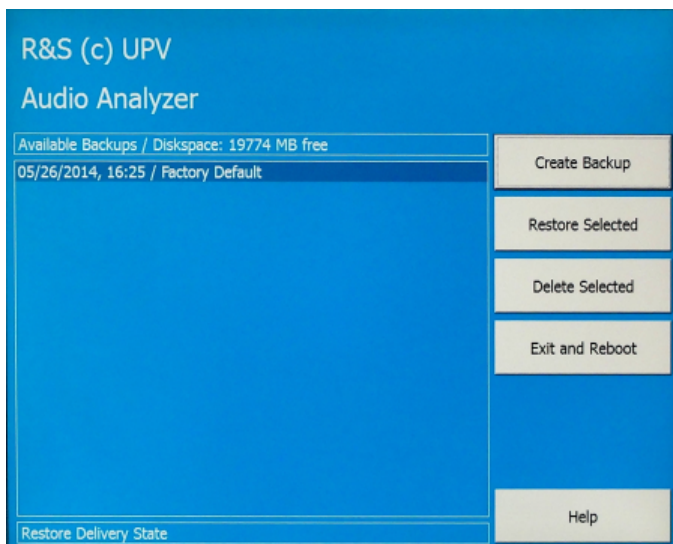 R&S (c) UPV
Audio Analyzer
Available Backups / Diskspace: 19774 MB free
05/26/2014, 16:25 / Factory Default
Create Backup
Restore Selected
Delete Selected
Exit and Reboot
Help
Restore Delivery State